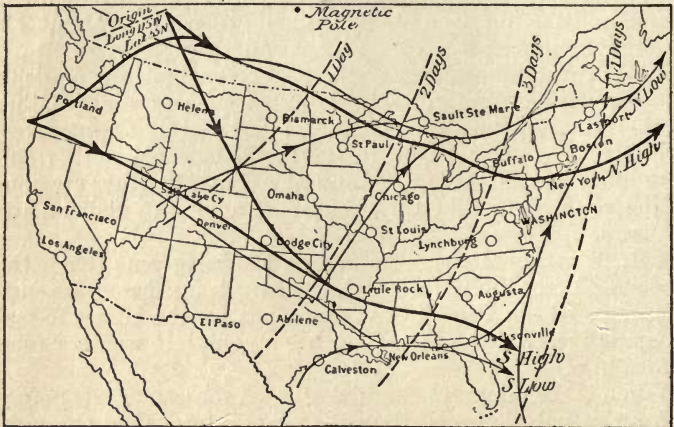 Magnetic
Pole
Origin
Long
Lat
1 Day
2 Days
3 Days
4 Days
Portland
Helena
Bismarck
St Paul
Sault Ste Marie
Eastport
N. Low
Boston
N. High
Buffalo
New York
San Francisco
Salt Lake Cy
Denver
Omaha
Chicago
WASHINGTON
Los Angeles
Dodge City
St Louis
Lynchburg
El Paso
Abilene
Little Rock
Augusta
Galveston
New Orleans
Jacksonville
S. High
S. Low